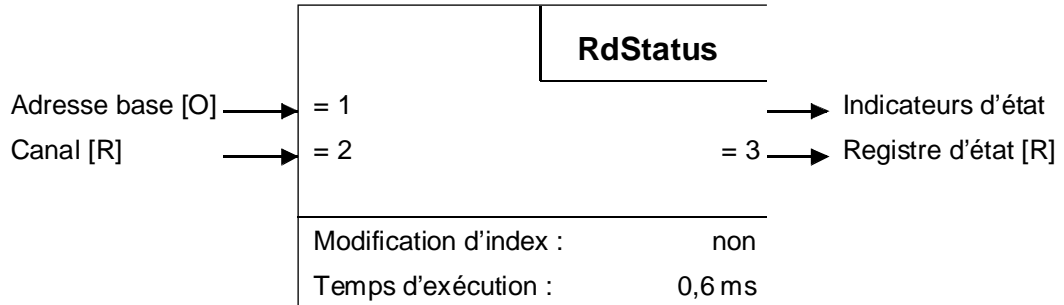 RdStatus
Adresse base [O] = 1 Indicateurs d'état
Canal [R] = 2 = 3 Registre d'état [R]
Modification d'index : non
Temps d'exécution : 0,6 ms